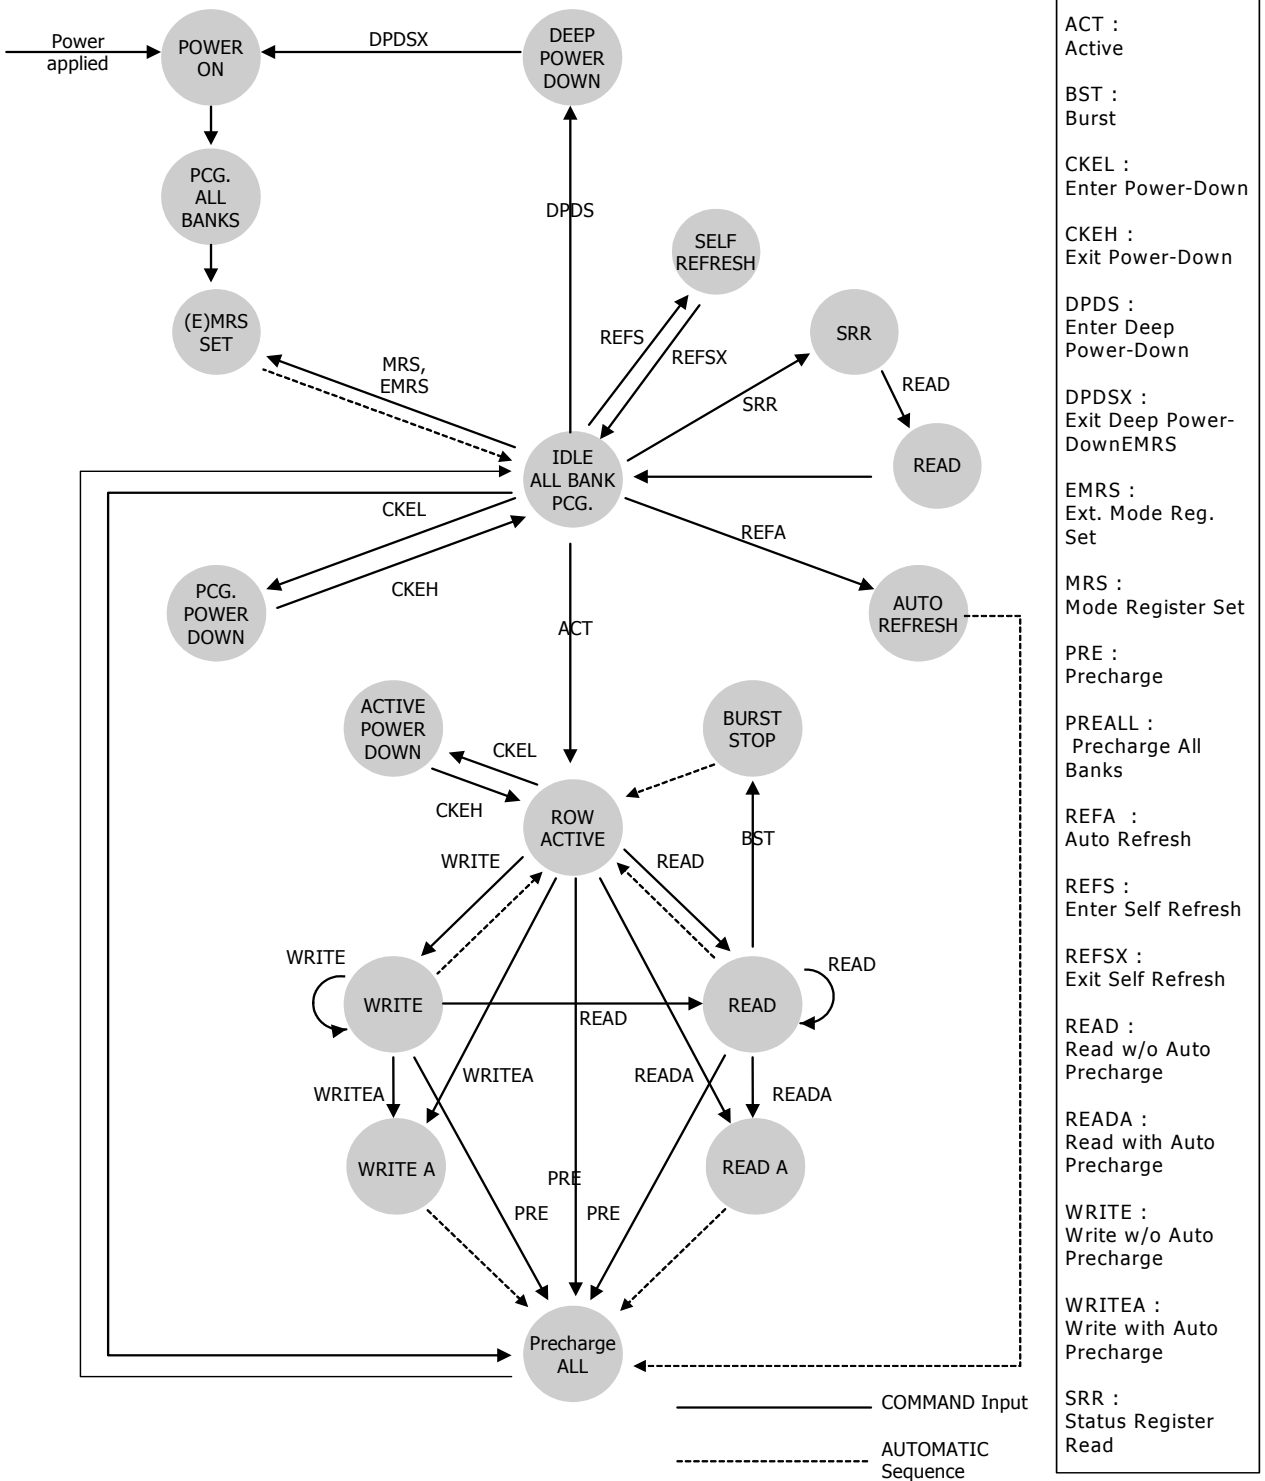 Power
applied
POWER
ON
DPDSX
DEEP
POWER
DOWN
PCG.
ALL
BANKS
DPDS
SELF
REFRESH
(E)MRS
SET
MRS,
EMRS
REFS
REFSX
SRR
SRR
READ
READ
IDLE
ALL BANK
PCG.
CKEL
CKEH
PCG.
POWER
DOWN
REFA
AUTO
REFRESH
ACT
ACTIVE
POWER
DOWN
CKEL
CKEH
BURST
STOP
ROW
ACTIVE
BST
WRITE
READ
WRITE
WRITE
READ
READ
READ
WRITEA
WRITEA
READA
READA
WRITE A
READ A
PRE
PRE
PRE
Precharge
ALL
COMMAND Input
AUTOMATIC
Sequence
ACT :
Active
BST :
Burst
CKEL :
Enter Power-Down
CKEH :
Exit Power-Down
DPDS :
Enter Deep
Power-Down
DPDSX :
Exit Deep Power-
DownEMRS
EMRS :
Ext. Mode Reg.
Set
MRS :
Mode Register Set
PRE :
Precharge
PREALL :
Precharge All
Banks
REFA :
Auto Refresh
REFS :
Enter Self Refresh
REFSX :
Exit Self Refresh
READ :
Read w/o Auto
Precharge
READA :
Read with Auto
Precharge
WRITE :
Write w/o Auto
Precharge
WRITEA :
Write with Auto
Precharge
SRR :
Status Register
Read